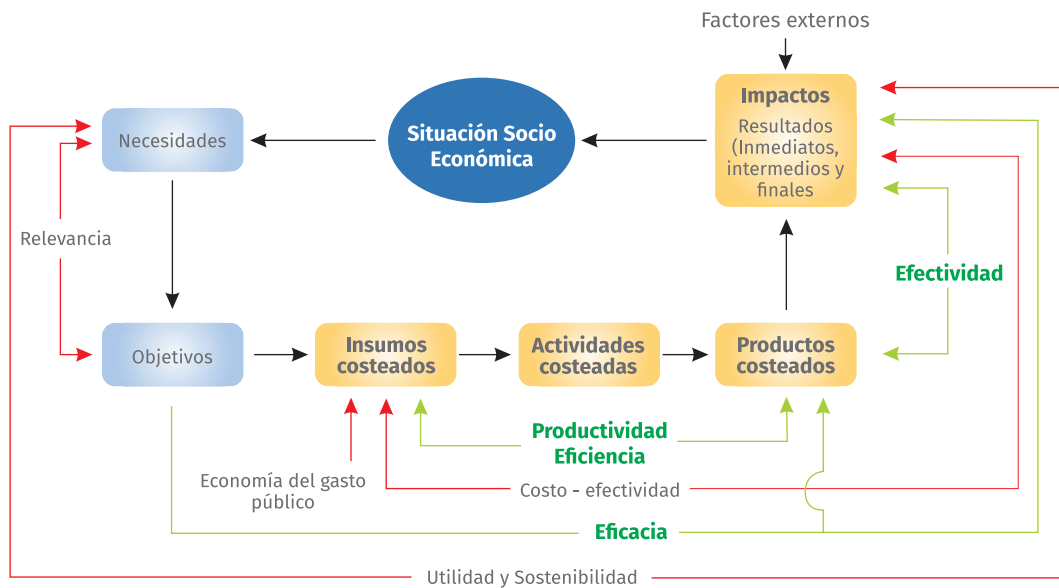 Factores externos
Impactos
Resultados
(Inmediatos,
intermedios y
finales
Situación Socio
Económica
Necesidades
Relevancia
Efectividad
Objetivos
Insumos
costeados
Actividades
costeadas
Productos
costeados
Productividad
Eficiencia
Economía del gasto
público
Costo - efectividad
Eficacia
Utilidad y Sostenibilidad